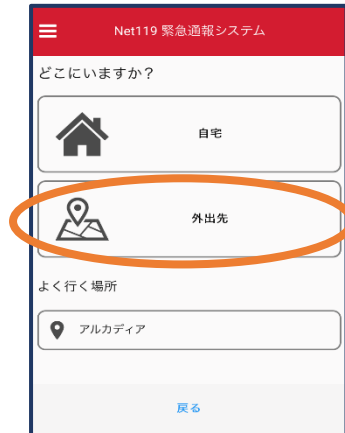 Net119 緊急通報システム
どこにいますか？
自宅
外出先
よく行く場所
アルカディア
戻る